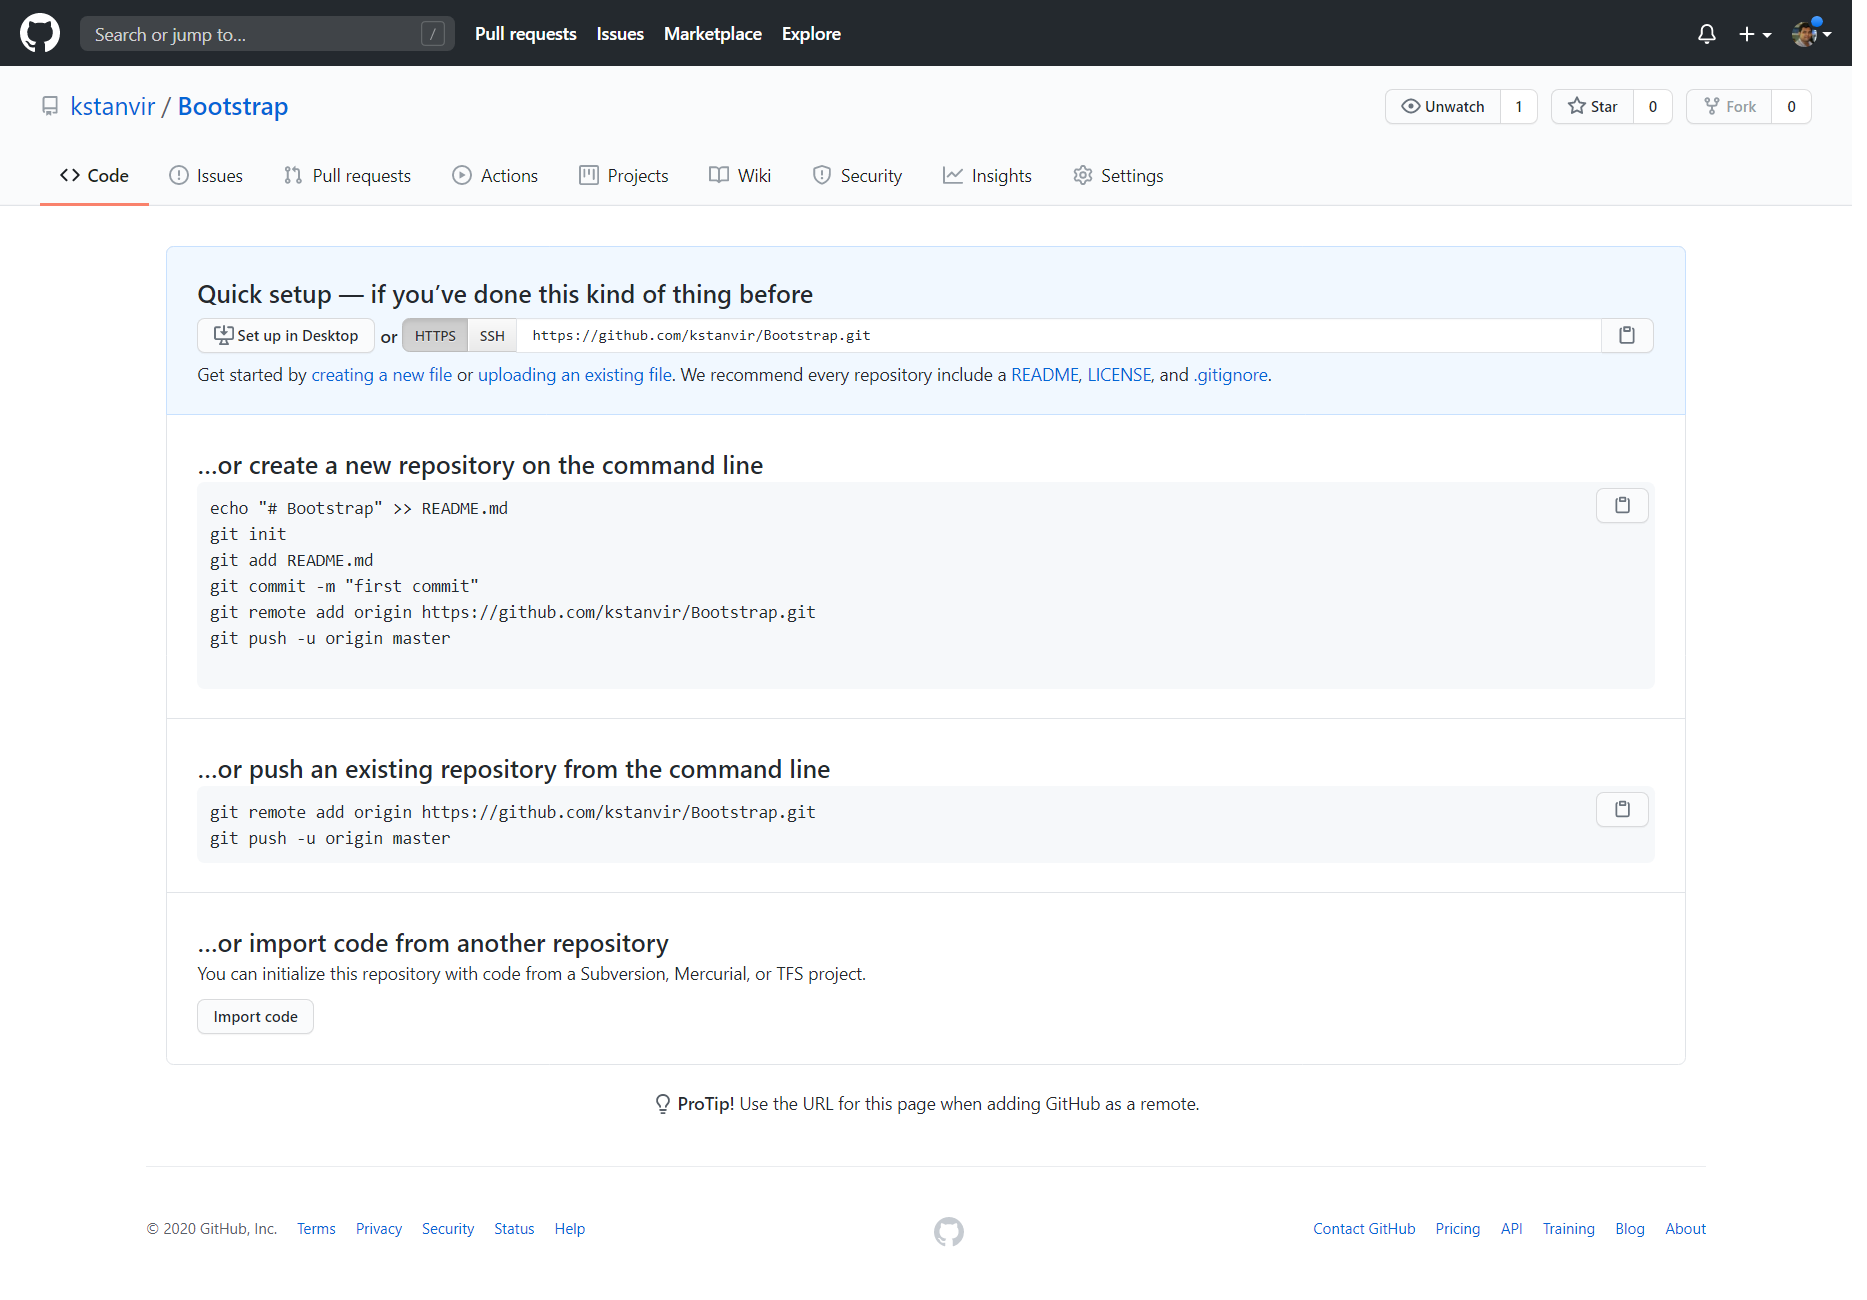 Search or jump to... / Pull requests Issues Marketplace Explore
kstanvir / Bootstrap Unwatch 1 Star 0 Fork 0
Code Issues Pull requests Actions Projects Wiki Security Insights Settings
Quick setup — if you’ve done this kind of thing before
Set up in Desktop or HTTPS SSH https://github.com/kstanvir/Bootstrap.git
Get started by creating a new file or uploading an existing file. We recommend every repository include a README, LICENSE, and .gitignore.
…or create a new repository on the command line
echo "# Bootstrap" >> README.md
git init
git add README.md
git commit -m "first commit"
git remote add origin https://github.com/kstanvir/Bootstrap.git
git push -u origin master
…or push an existing repository from the command line
git remote add origin https://github.com/kstanvir/Bootstrap.git
git push -u origin master
…or import code from another repository
You can initialize this repository with code from a Subversion, Mercurial, or TFS project.
Import code
ProTip! Use the URL for this page when adding GitHub as a remote.
© 2020 GitHub, Inc. Terms Privacy Security Status Help Contact GitHub Pricing API Training Blog About